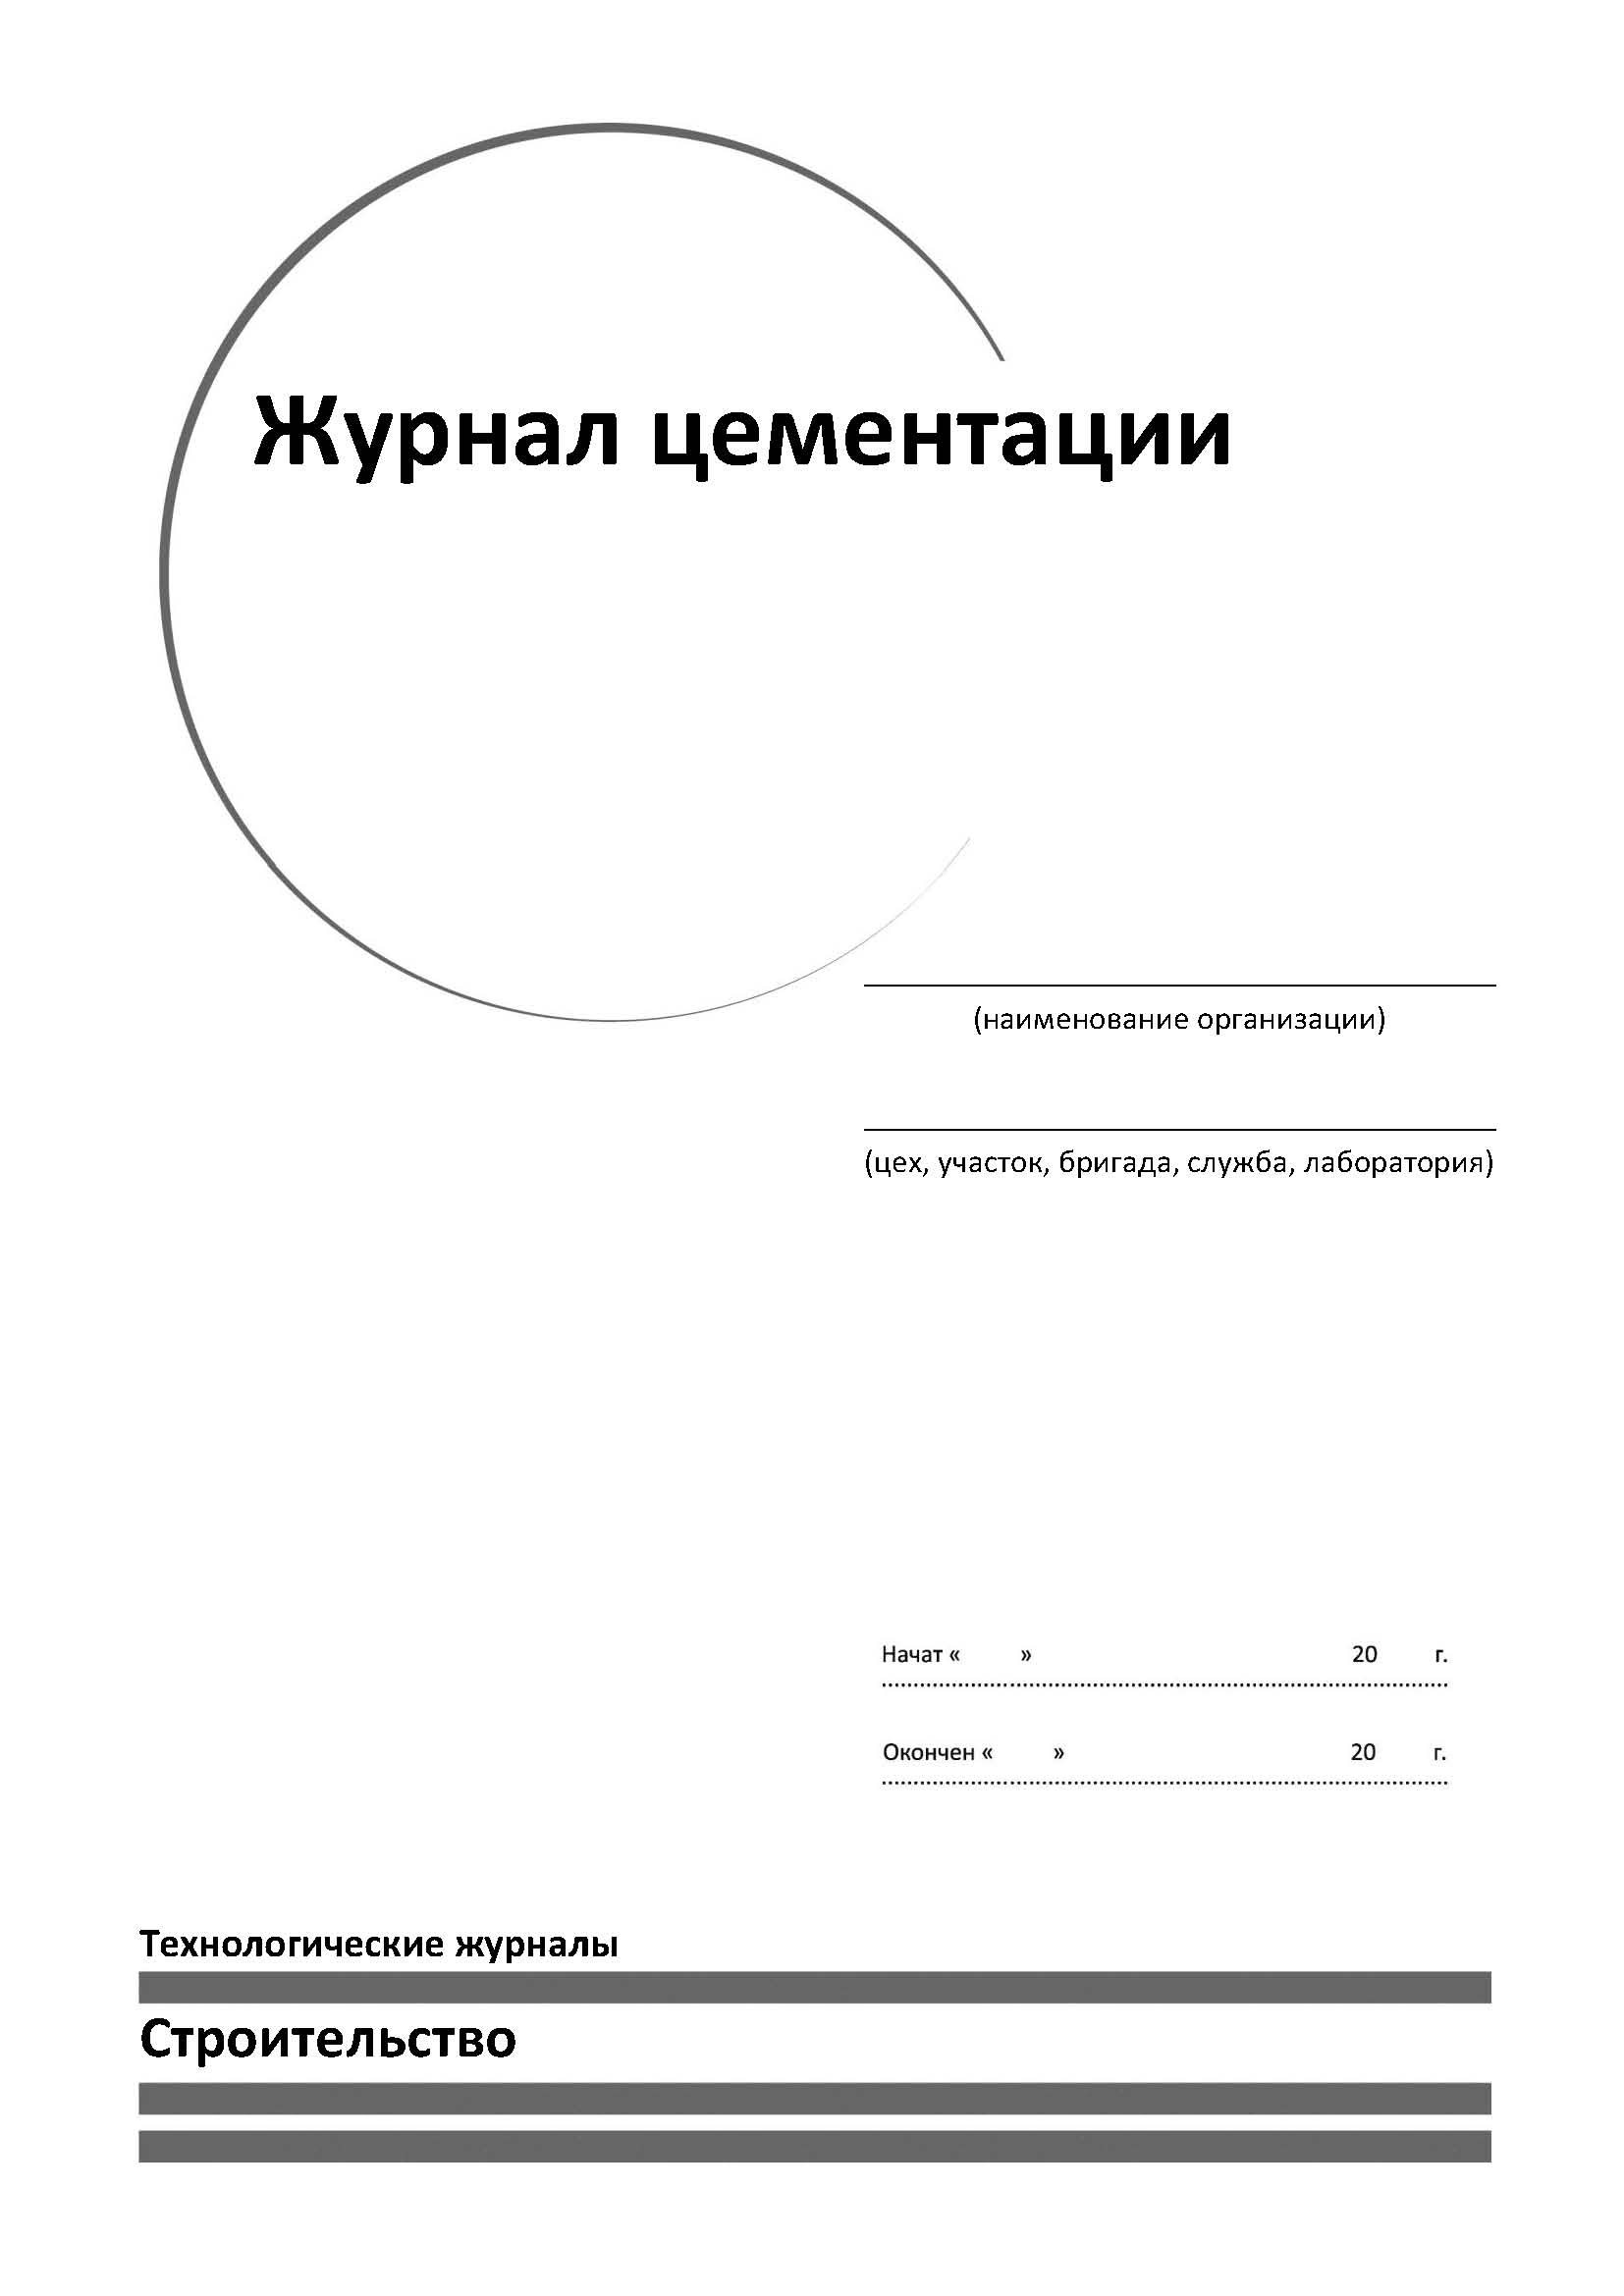 Журнал цементации
(наименование организации)
(цех, участок, бригада, служба, лаборатория)
Начат « » 20 г.
Окончен « » 20 г.
Технологические журналы
Строительство